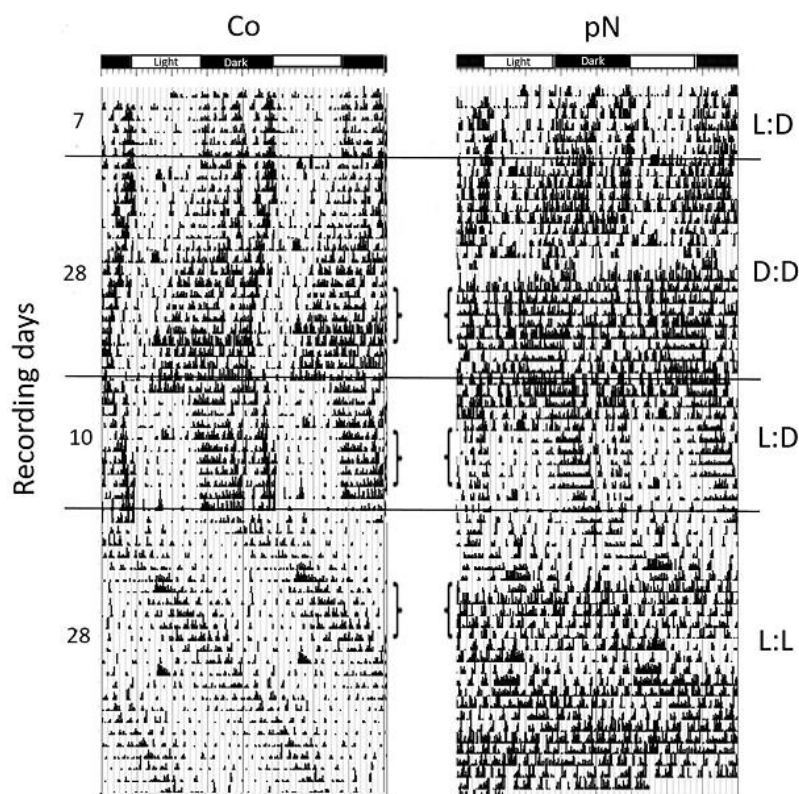 Co
pN
Light
Dark
Light
Dark
7
L:D
28
D:D
Recording days
10
L:D
28
L:L